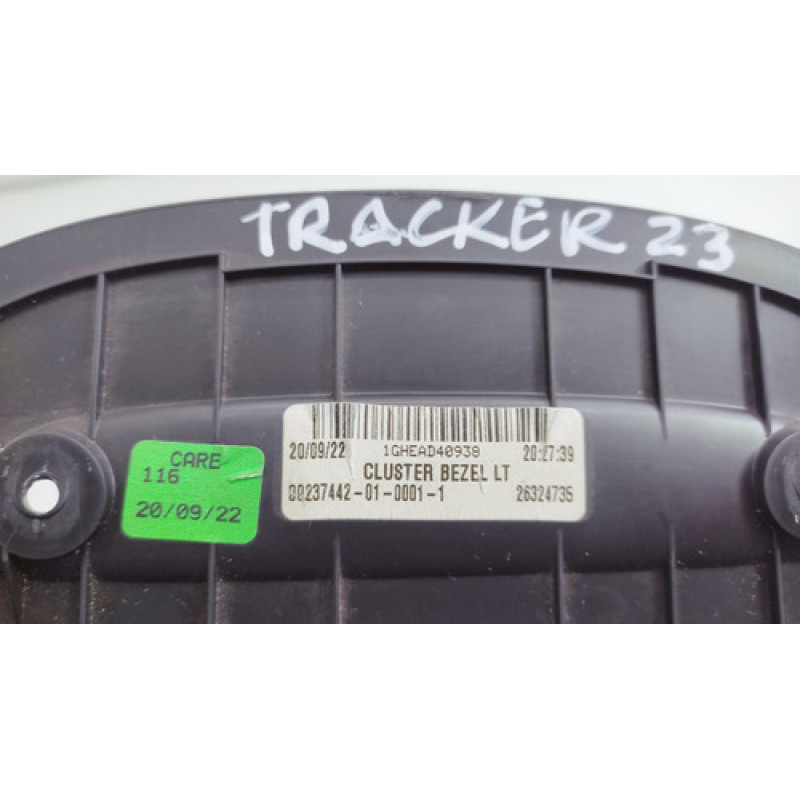 TRACKER 23
CARE
116
20/09/22
20/09/22 1GHEAD40938 20:27:39
CLUSTER BEZEL LT
00237442-01-0001-1 26324735